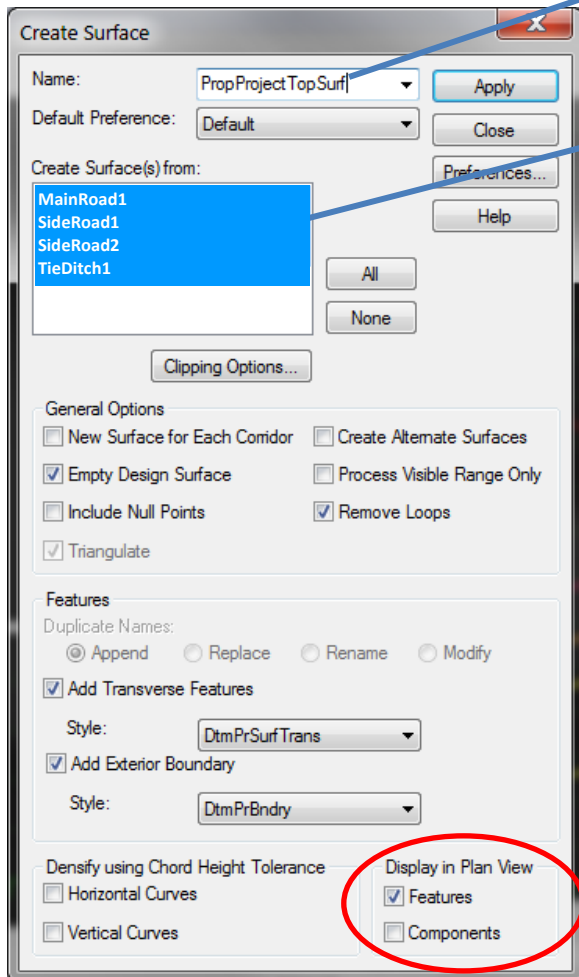 Create Surface
Name: PropProjectTopSurf Apply
Default Preference: Default Close
Create Surface(s) from: Preferences...
MainRoad1 Help
SideRoad1
SideRoad2
TieDitch1
All
None
Clipping Options...
General Options
New Surface for Each Corridor Create Alternate Surfaces
Empty Design Surface Process Visible Range Only
Include Null Points Remove Loops
Triangulate
Features
Duplicate Names:
Append Replace Rename Modify
Add Transverse Features
Style: DtmPrSurfTrans
Add Exterior Boundary
Style: DtmPrBndry
Densify using Chord Height Tolerance Display in Plan View
Horizontal Curves Features
Vertical Curves Components